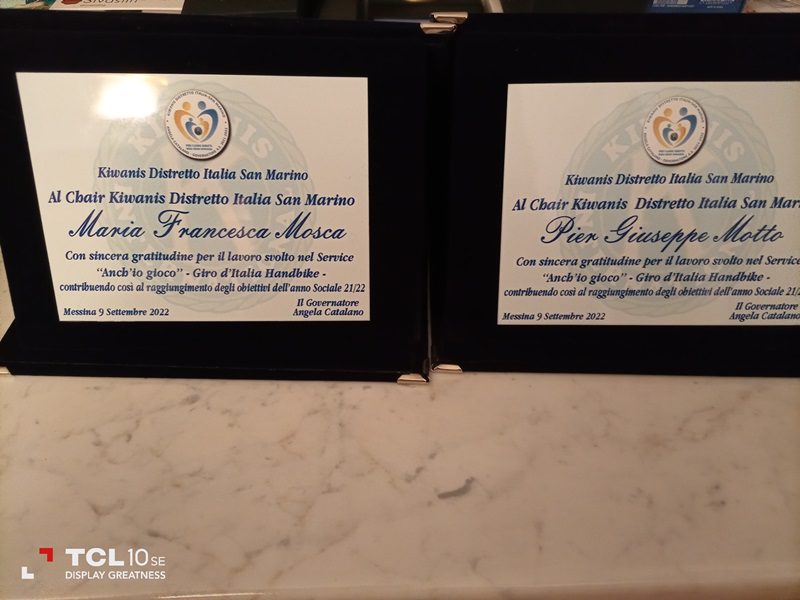 Kiwanis Distretto Italia San Marino
Al Chair Kiwanis Distretto Italia San Marino
Maria Francesca Mosca
Con sincera gratitudine per il lavoro svolto nel Service
"Anch'io gioco" - Giro d'Italia Handbike -
contribuendo così al raggiungimento degli obiettivi dell'anno Sociale 21/22
Il Governatore
Messina 9 Settembre 2022
Angela Catalano
Kiwanis Distretto Italia San Marino
Al Chair Kiwanis Distretto Italia San Mari
Pier Giuseppe Motto
Con sincera gratitudine per il lavoro svolto nel Service
"Anch'io gioco" - Giro d'Italia Handbike -
contribuendo così al raggiungimento degli obiettivi dell'anno Sociale 21/2
Il Governatore
Messina 9 Settembre 2022
Angela Catalano
TCL 10 SE
DISPLAY GREATNESS